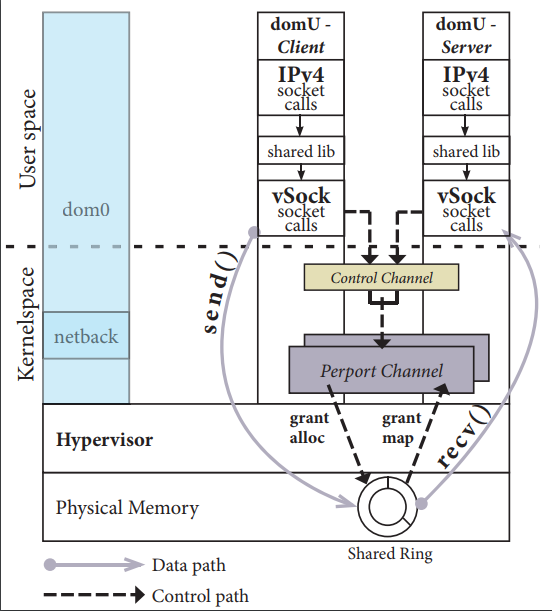 domU -
Client
domU -
Server
User space
IPv4
socket
calls
IPv4
socket
calls
shared lib
shared lib
vSock
socket
calls
vSock
socket
calls
dom0
send()
Control Channel
Kernelspace
netback
Perport Channel
grant
alloc
grant
map
recv()
Hypervisor
Physical Memory
Shared Ring
Data path
Control path